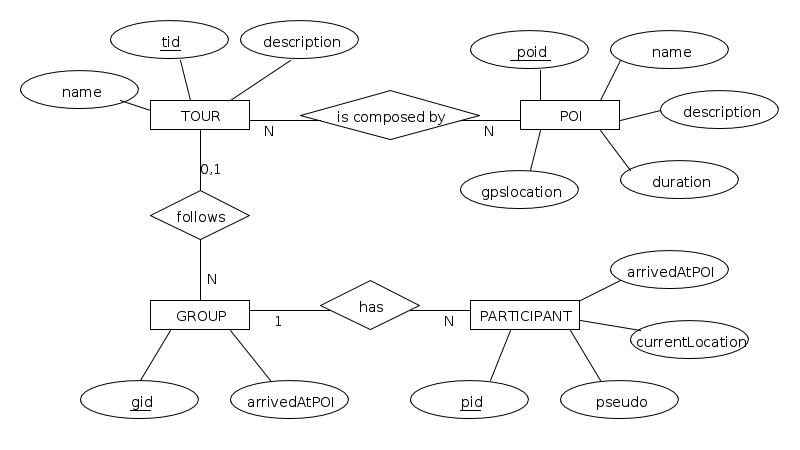 tid
description
poid
name
name
TOUR
is composed by
POI
description
N
N
0,1
gpslocation
duration
follows
N
arrivedAtPOI
GROUP
1
has
N
PARTICIPANT
currentLocation
gid
arrivedAtPOI
pid
pseudo